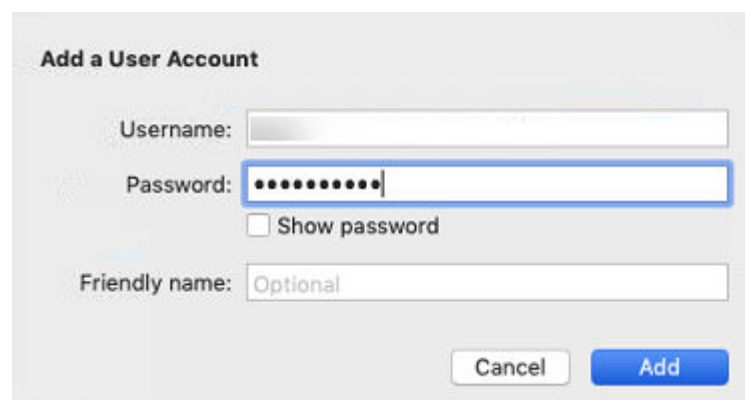 Add a User Account
Username:
Password: ••••••••••
Show password
Friendly name: Optional
Cancel Add